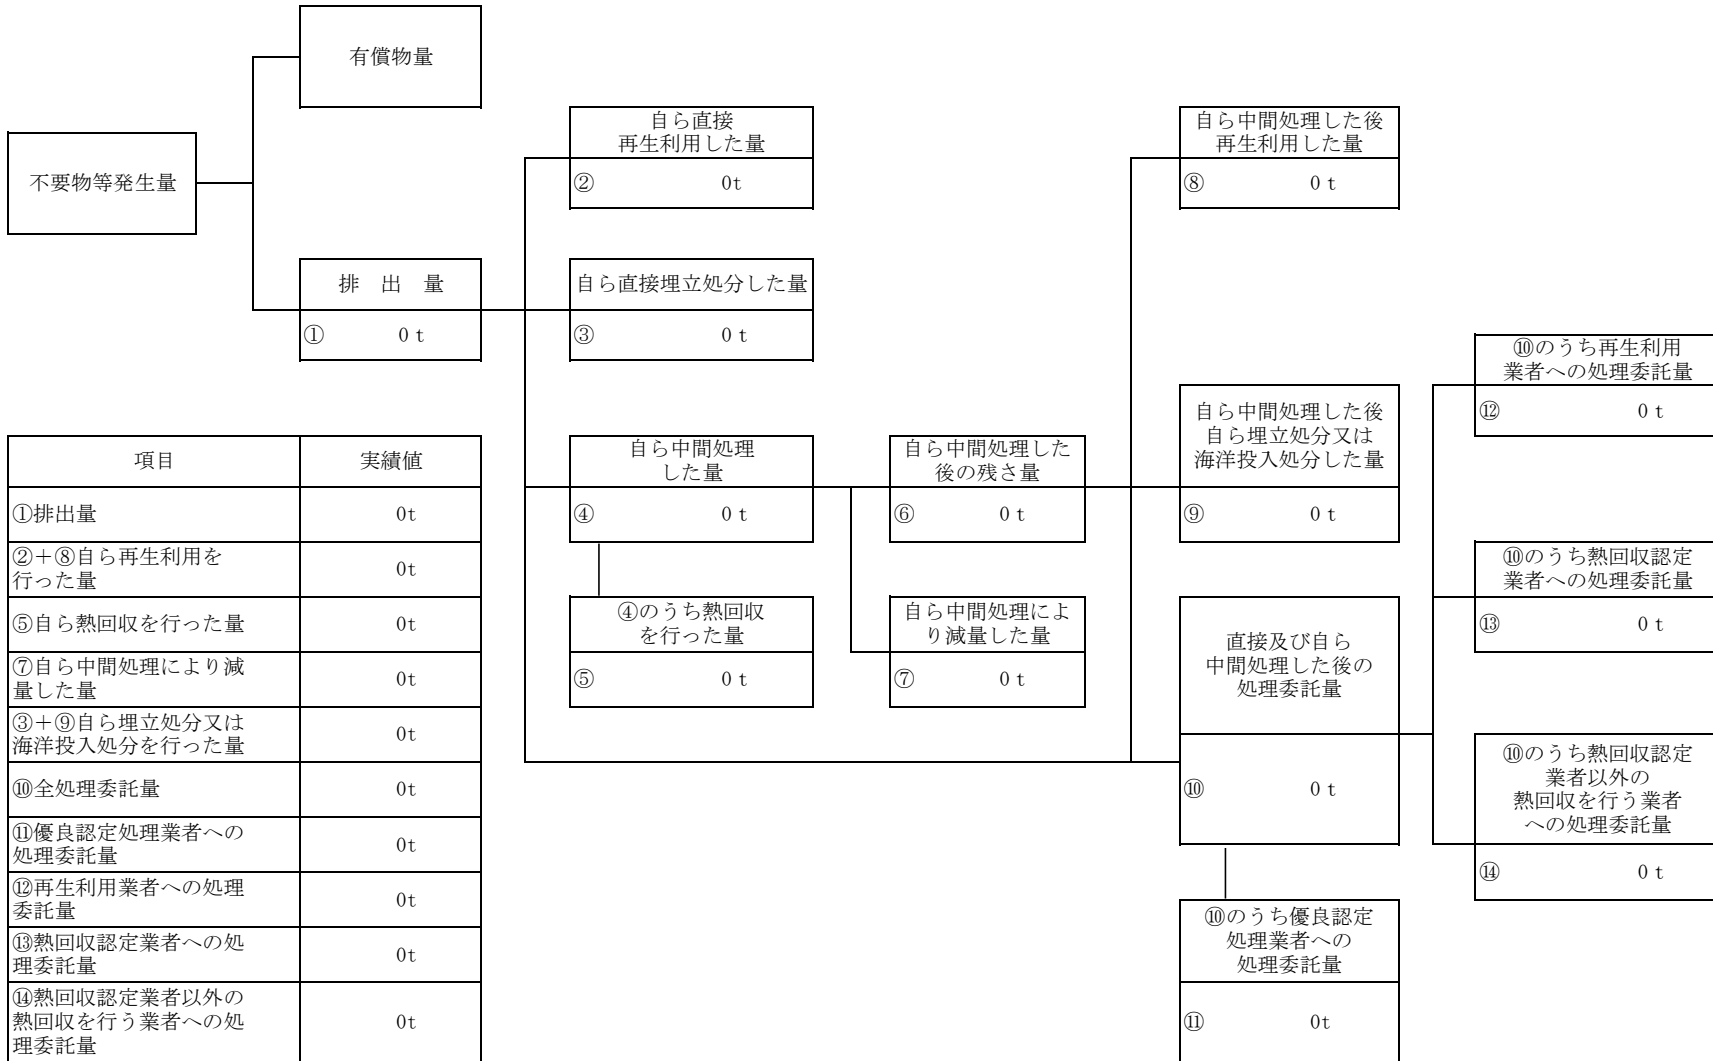 有償物量
不要物等発生量
排　出　量
① 0 t
自ら直接
再生利用した量
② 0t
自ら直接埋立処分した量
③ 0 t
自ら中間処理
した量
④ 0 t
④のうち熱回収
を行った量
⑤ 0 t
自ら中間処理した
後の残さ量
⑥ 0 t
自ら中間処理によ
り減量した量
⑦ 0 t
自ら中間処理した後
再生利用した量
⑧ 0 t
自ら中間処理した後
自ら埋立処分又は
海洋投入処分した量
⑨ 0 t
直接及び自ら
中間処理した後の
処理委託量
⑩ 0 t
⑩のうち優良認定
処理業者への
処理委託量
⑪ 0t
⑩のうち再生利用
業者への処理委託量
⑫ 0 t
⑩のうち熱回収認定
業者への処理委託量
⑬ 0 t
⑩のうち熱回収認定
業者以外の
熱回収を行う業者
への処理委託量
⑭ 0 t
項目 実績値
①排出量 0t
②＋⑧自ら再生利用を
行った量 0t
⑤自ら熱回収を行った量 0t
⑦自ら中間処理により減
量した量 0t
③＋⑨自ら埋立処分又は
海洋投入処分を行った量 0t
⑩全処理委託量 0t
⑪優良認定処理業者への
処理委託量 0t
⑫再生利用業者への処理
委託量 0t
⑬熱回収認定業者への処
理委託量 0t
⑭熱回収認定業者以外の
熱回収を行う業者への処
理委託量 0t